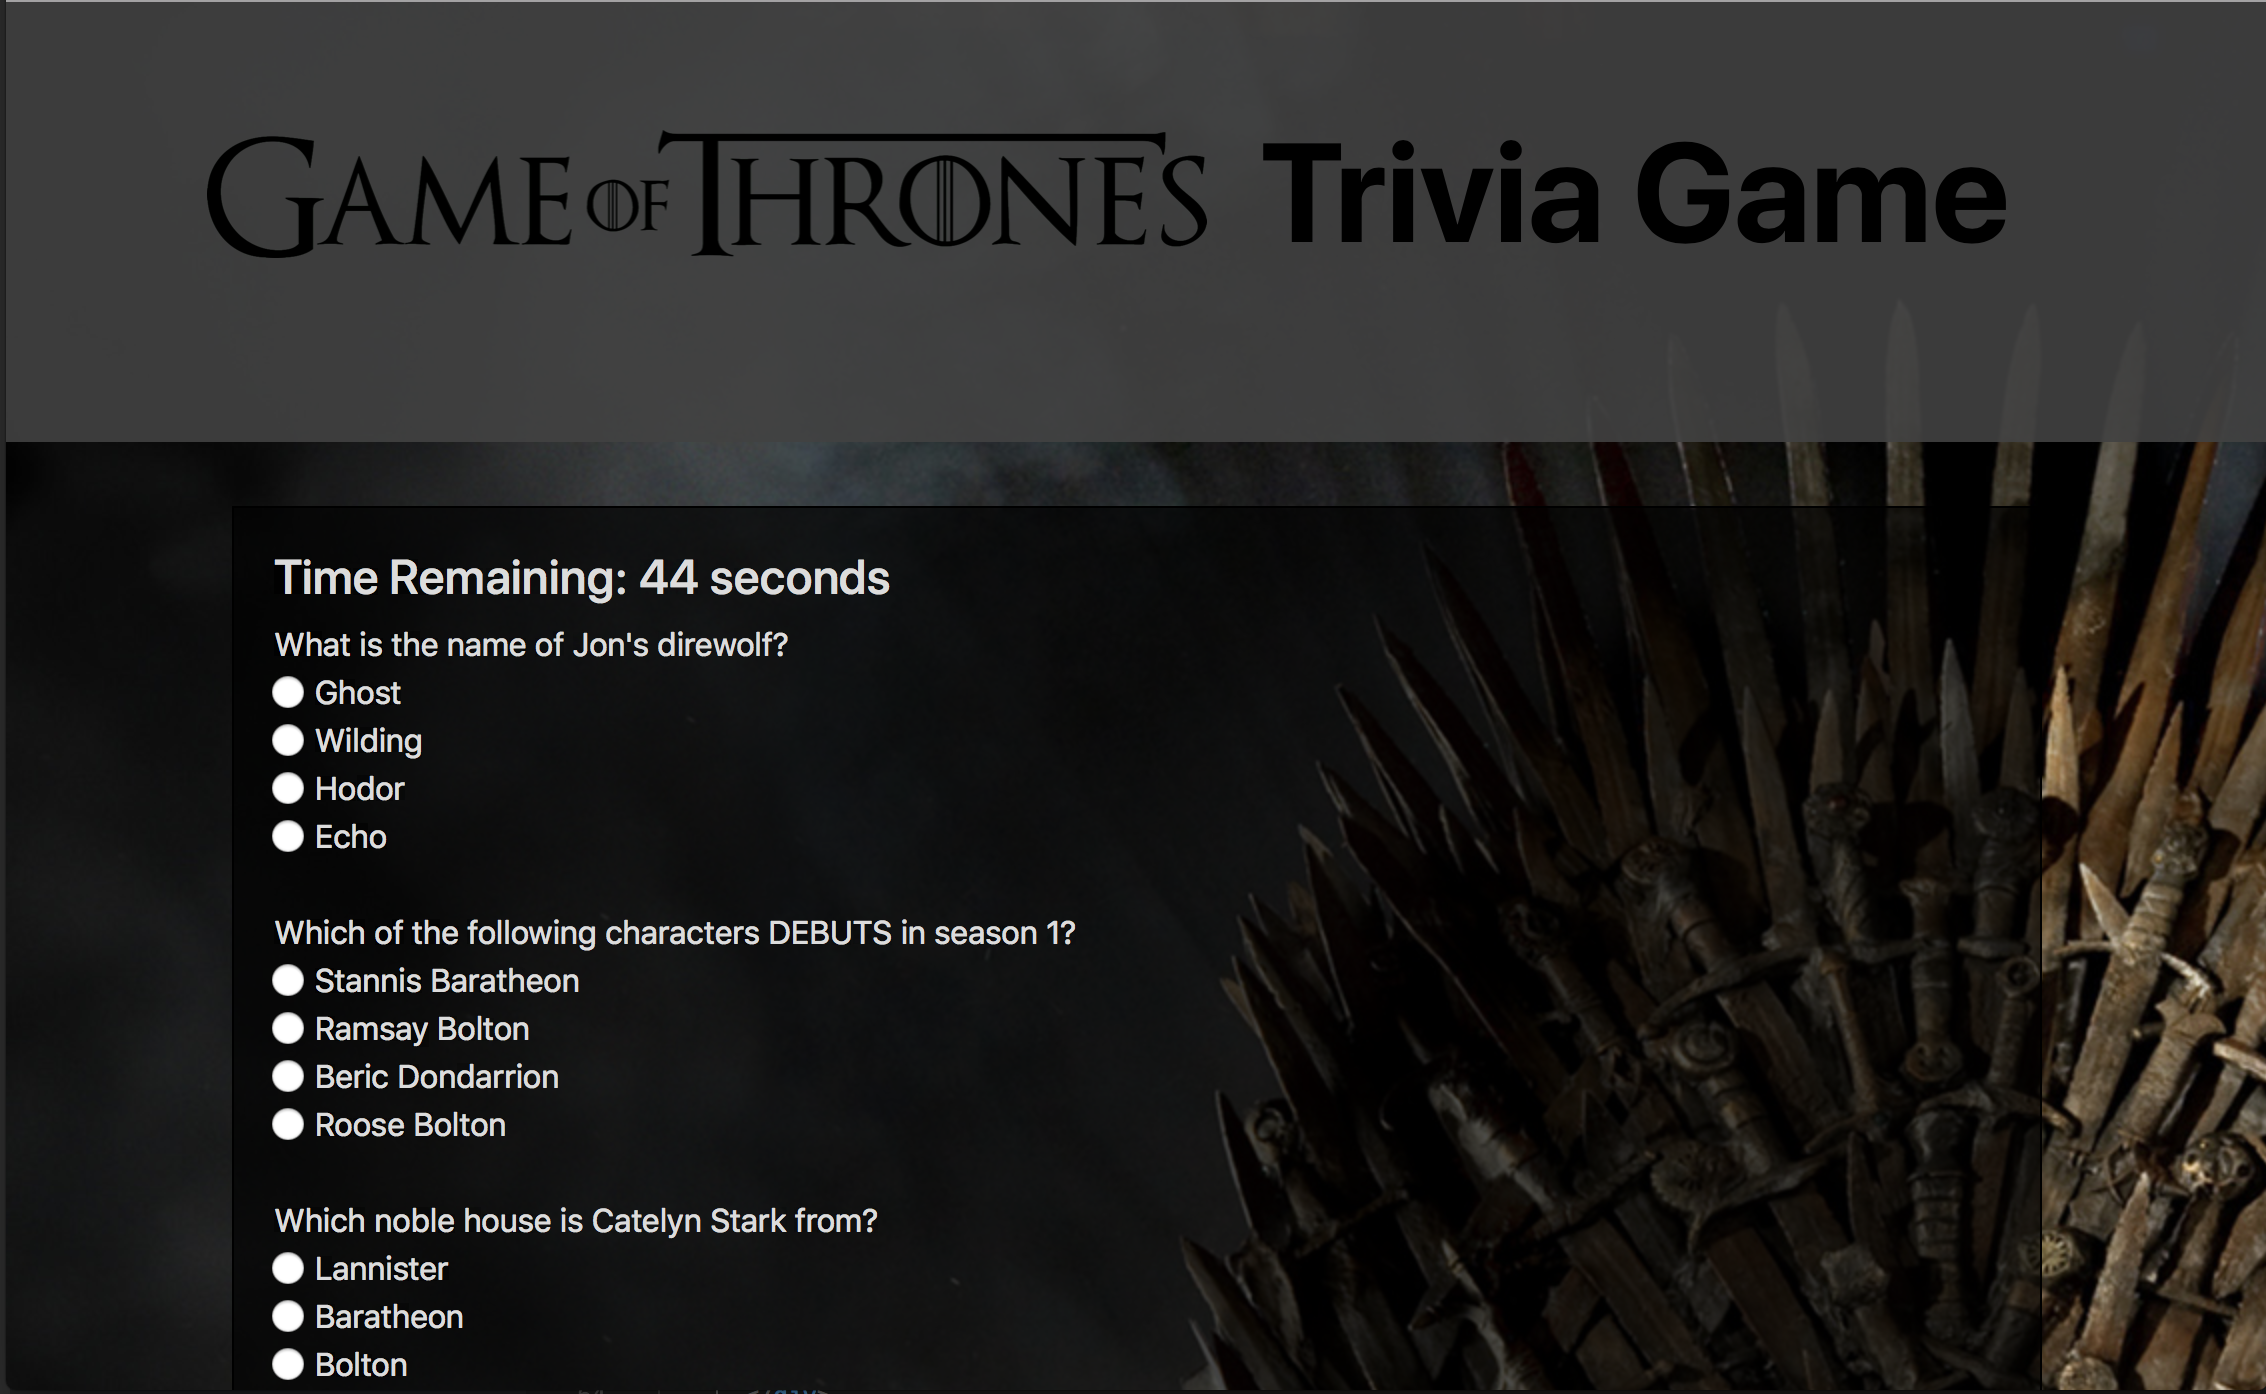 GAME OF THRONES Trivia Game
Time Remaining: 44 seconds
What is the name of Jon's direwolf?
Ghost
Wilding
Hodor
Echo
Which of the following characters DEBUTS in season 1?
Stannis Baratheon
Ramsay Bolton
Beric Dondarrion
Roose Bolton
Which noble house is Catelyn Stark from?
Lannister
Baratheon
Bolton